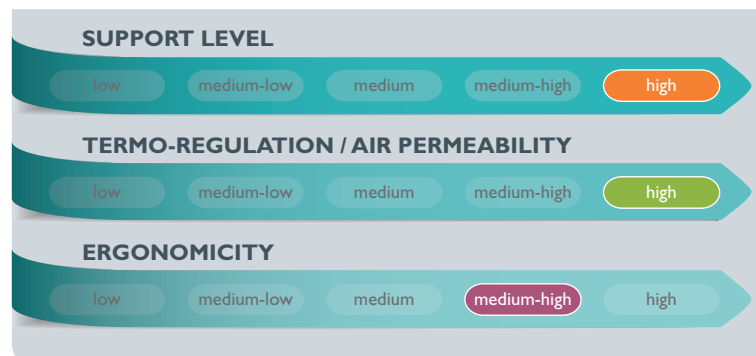 SUPPORT LEVEL
low medium-low medium medium-high high
TERMO-REGULATION / AIR PERMEABILITY
low medium-low medium medium-high high
ERGONOMICITY
low medium-low medium medium-high high